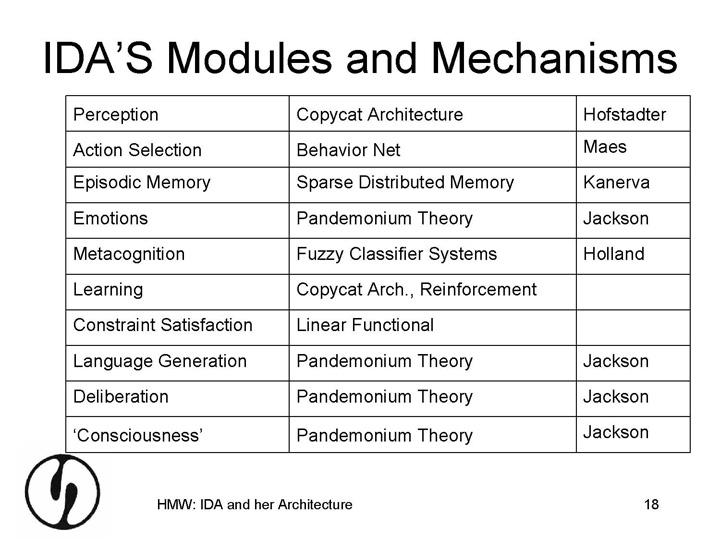 IDA'S Modules and Mechanisms
Perception Copycat Architecture Hofstadter
Action Selection Behavior Net Maes
Episodic Memory Sparse Distributed Memory Kanerva
Emotions Pandemonium Theory Jackson
Metacognition Fuzzy Classifier Systems Holland
Learning Copycat Arch., Reinforcement
Constraint Satisfaction Linear Functional
Language Generation Pandemonium Theory Jackson
Deliberation Pandemonium Theory Jackson
‘Consciousness’ Pandemonium Theory Jackson
HMW: IDA and her Architecture 18